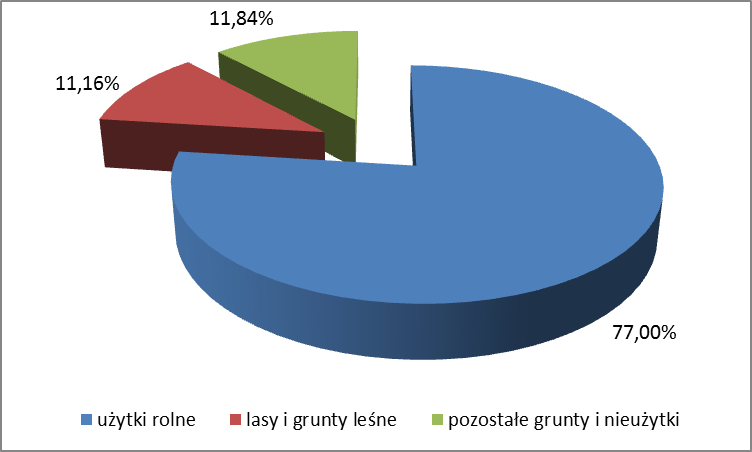 11,84%
11,16%
77,00%
użytki rolne lasy i grunty leśne pozostałe grunty i nieużytki